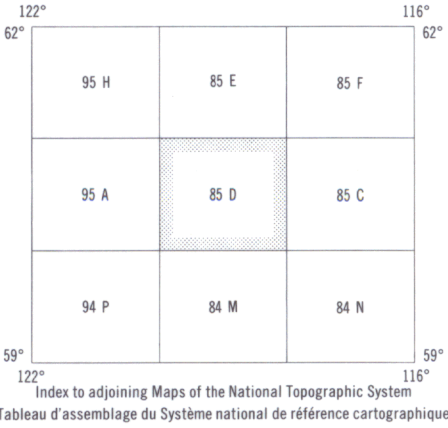 122° 116°
62° 62°
95 H 85 E 85 F
95 A 85 D 85 C
94 P 84 M 84 N
59° 59°
122° 116°
Index to adjoining Maps of the National Topographic System
Tableau d'assemblage du Système national de référence cartographique